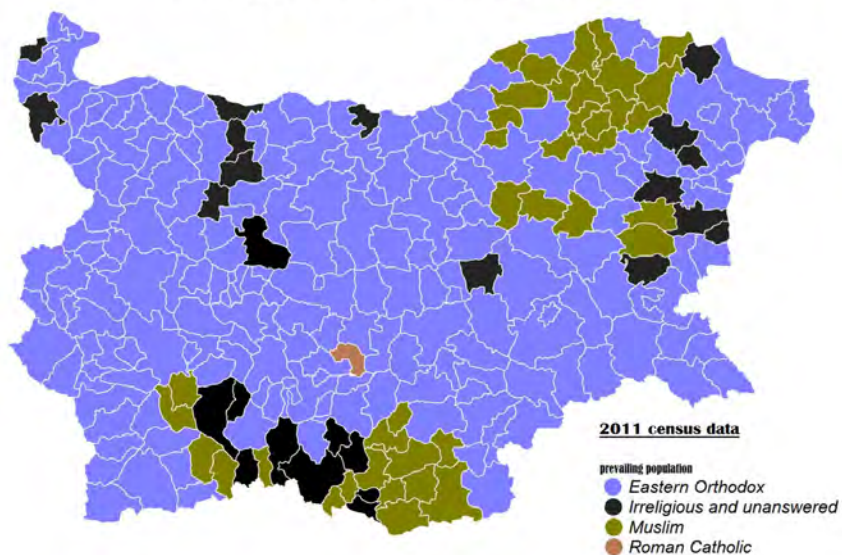 2011 census data
prevailing population
Eastern Orthodox
Irreligious and unanswered
Muslim
Roman Catholic